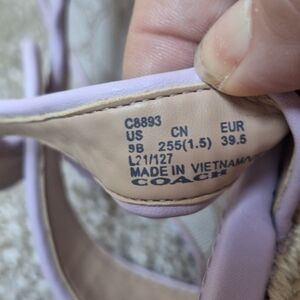 C8893
US CN EUR
9B 255(1.5) 39.5
L21/127
MADE IN VIETNAM/
COACH